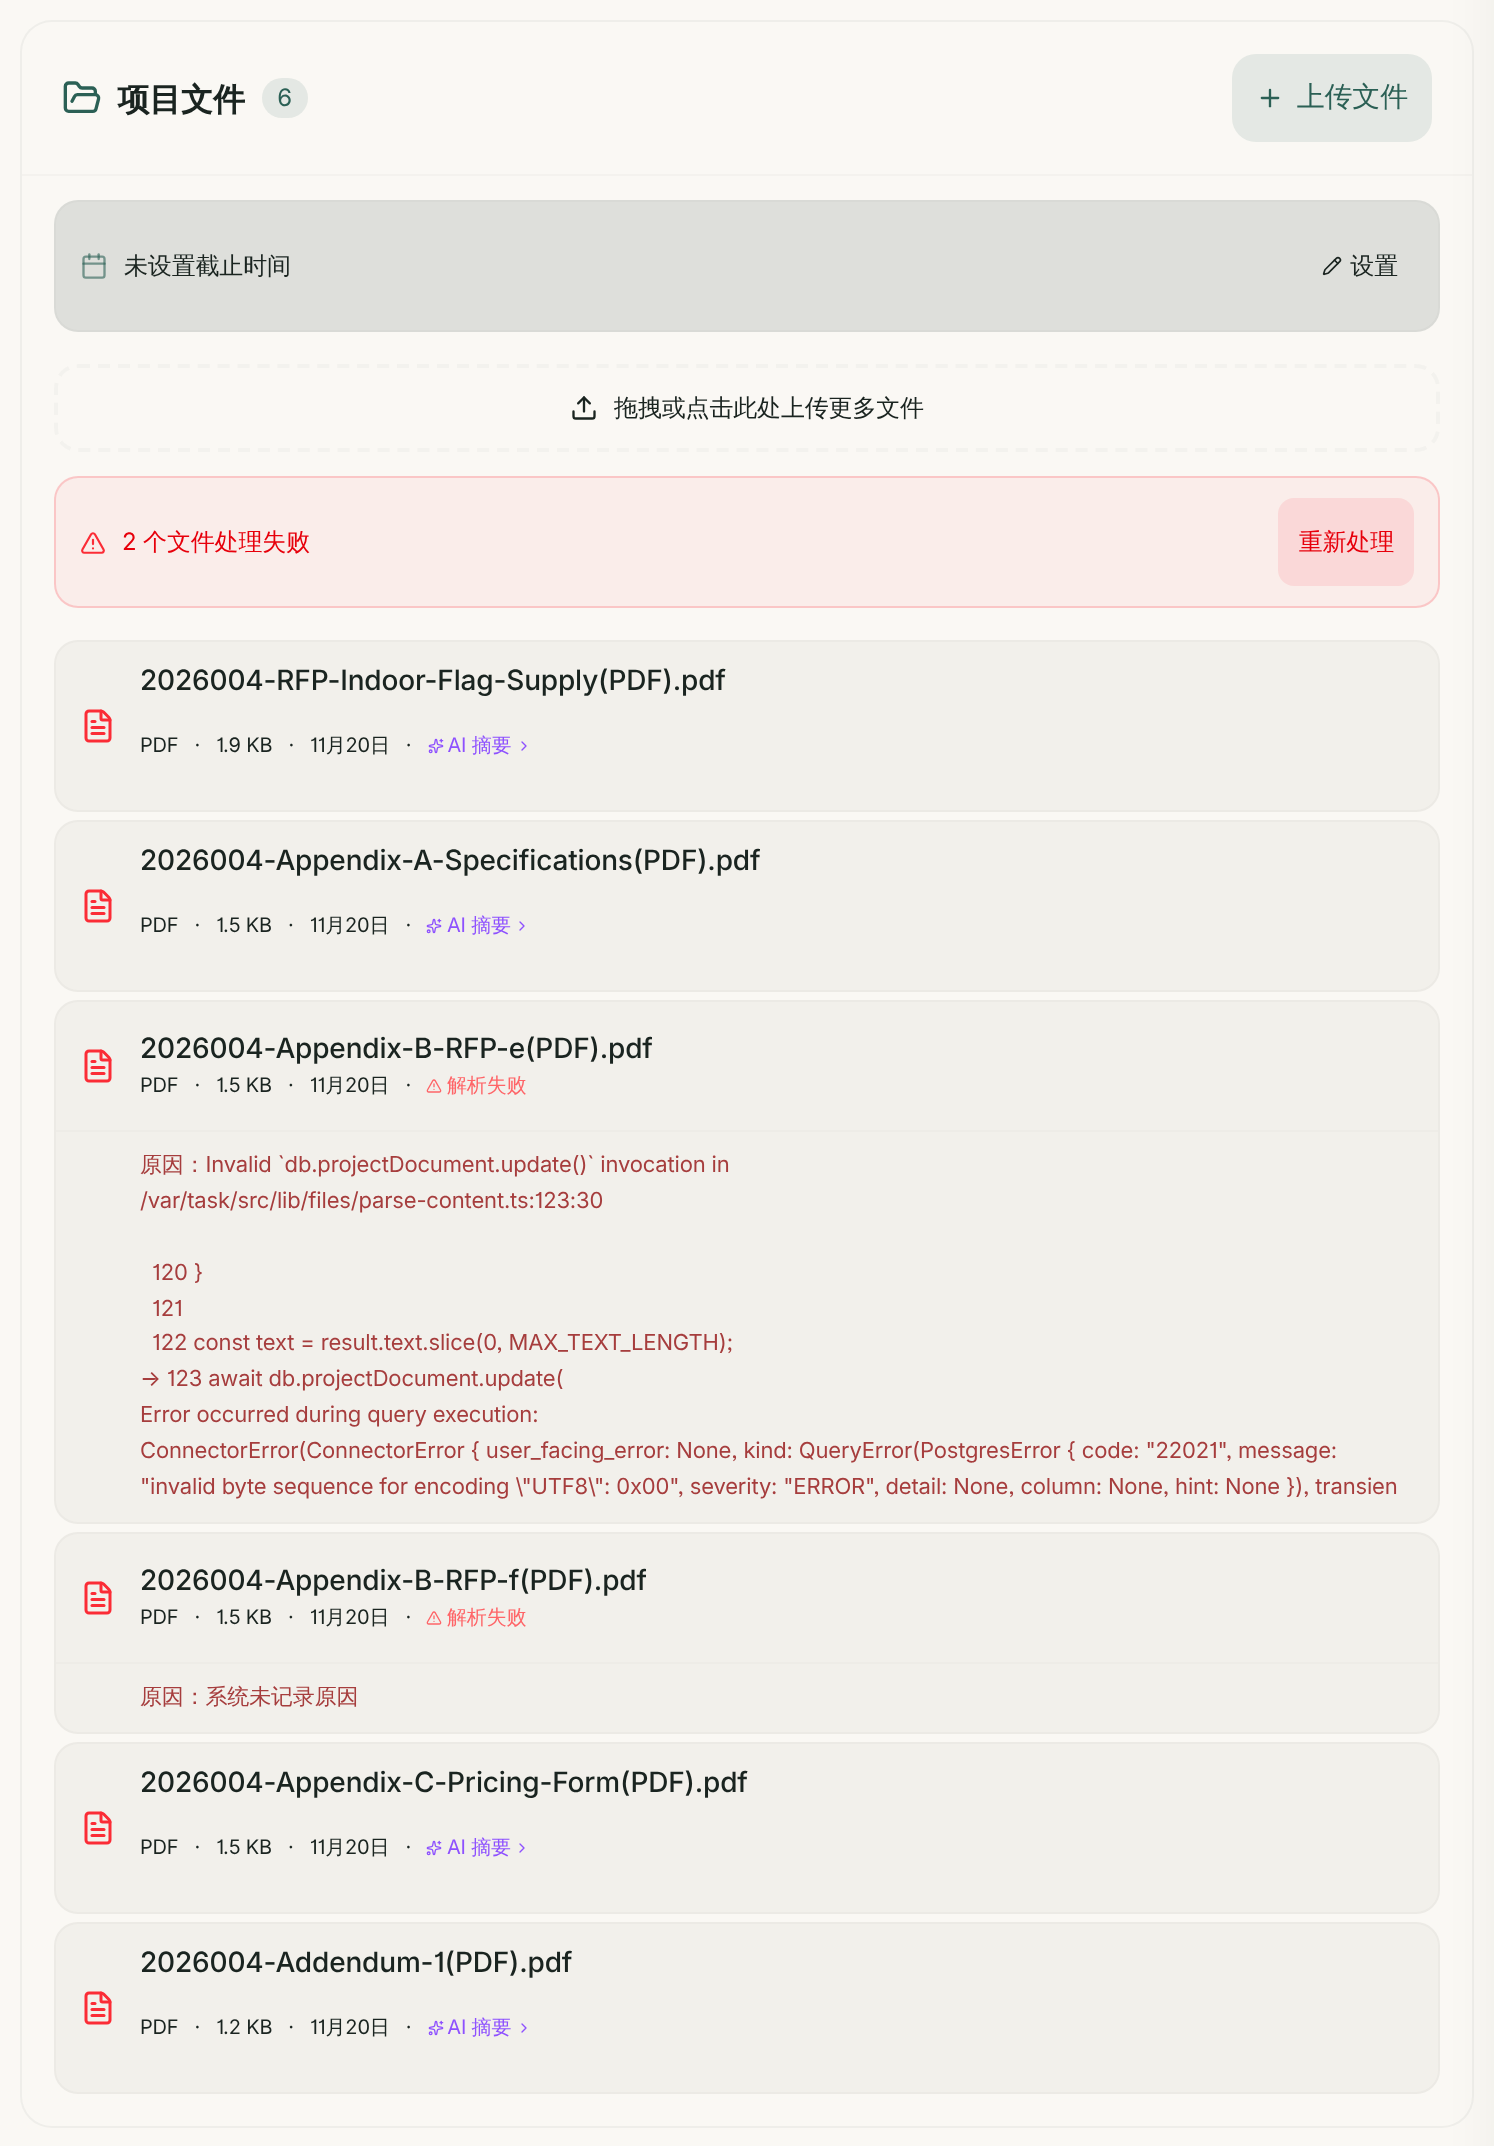 项目文件 6
+ 上传文件
未设置截止时间
设置
拖拽或点击此处上传更多文件
2 个文件处理失败
重新处理
2026004-RFP-Indoor-Flag-Supply(PDF).pdf
PDF · 1.9 KB · 11月20日 · AI 摘要 >
2026004-Appendix-A-Specifications(PDF).pdf
PDF · 1.5 KB · 11月20日 · AI 摘要 >
2026004-Appendix-B-RFP-e(PDF).pdf
PDF · 1.5 KB · 11月20日 · 解析失败
原因：Invalid `db.projectDocument.update()` invocation in
/var/task/src/lib/files/parse-content.ts:123:30
120 }
121
122 const text = result.text.slice(0, MAX_TEXT_LENGTH);
→ 123 await db.projectDocument.update(
Error occurred during query execution:
ConnectorError(ConnectorError { user_facing_error: None, kind: QueryError(PostgresError { code: "22021", message:
"invalid byte sequence for encoding \"UTF8\": 0x00", severity: "ERROR", detail: None, column: None, hint: None }), transien
2026004-Appendix-B-RFP-f(PDF).pdf
PDF · 1.5 KB · 11月20日 · 解析失败
原因：系统未记录原因
2026004-Appendix-C-Pricing-Form(PDF).pdf
PDF · 1.5 KB · 11月20日 · AI 摘要 >
2026004-Addendum-1(PDF).pdf
PDF · 1.2 KB · 11月20日 · AI 摘要 >